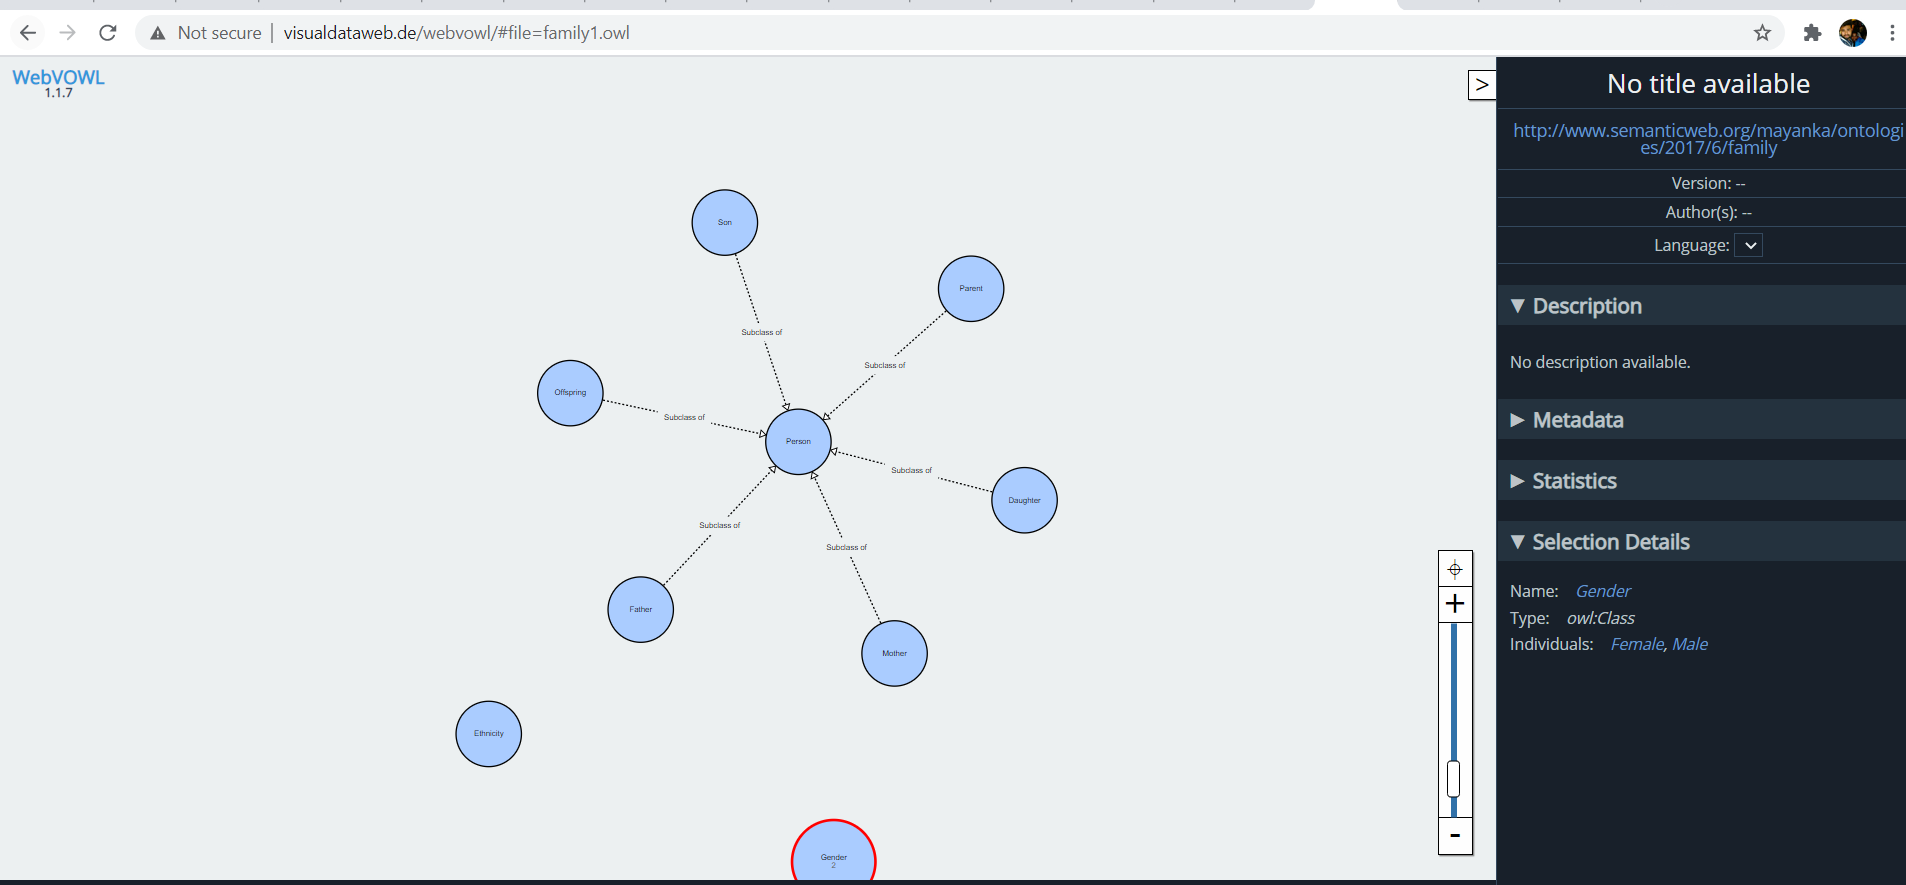 Not secure
visualdataweb.de/webvowl/#file=family1.owl
WebVOWL
1.1.7
>
Son
Parent
Subclass of
Subclass of
Offspring
Subclass of
Person
Subclass of
Daughter
Subclass of
Subclass of
Father
Mother
Ethnicity
Gender
2
+
-
No title available
http://www.semanticweb.org/mayanka/ontologi
es/2017/6/family
Version: --
Author(s): --
Language:
▼ Description
No description available.
▶ Metadata
▶ Statistics
▼ Selection Details
Name: Gender
Type: owl:Class
Individuals: Female, Male